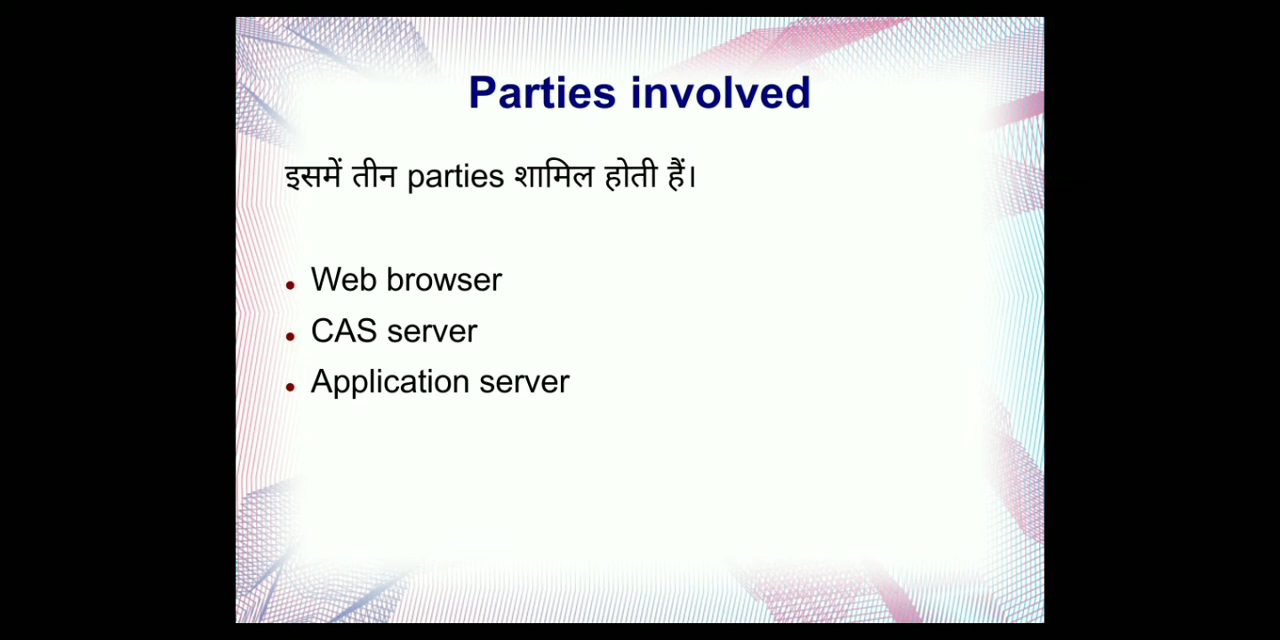 Parties involved
इसमें तीन parties शामिल होती हैं।
• Web browser
• CAS server
• Application server